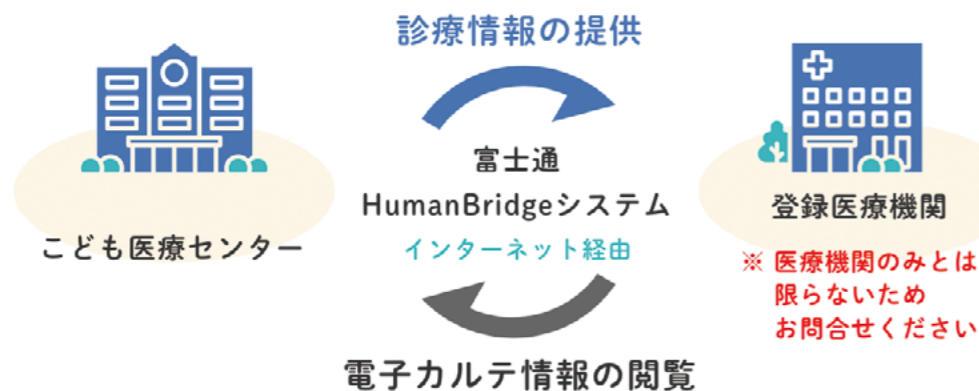 診療情報の提供
富士通
HumanBridgeシステム
インターネット経由
こども医療センター
登録医療機関
※ 医療機関のみとは
限らないため
お問合せください
電子カルテ情報の閲覧